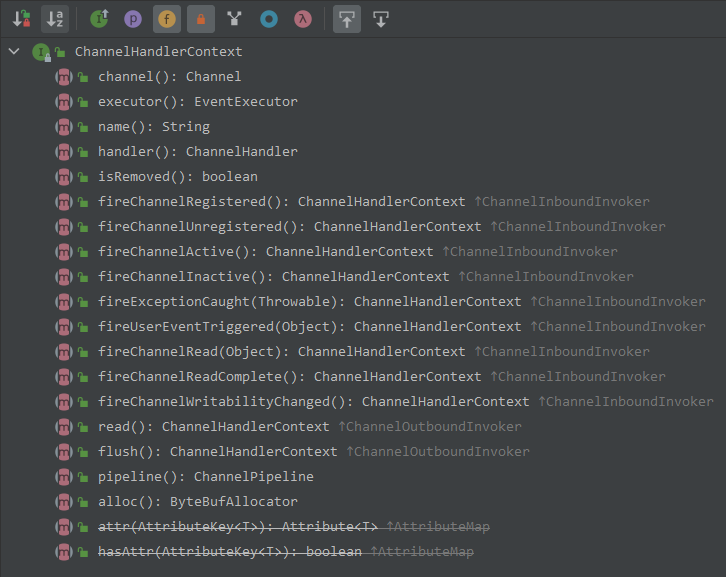 a z I p f λ
I ChannelHandlerContext
m channel(): Channel
m executor(): EventExecutor
m name(): String
m handler(): ChannelHandler
m isRemoved(): boolean
m fireChannelRegistered(): ChannelHandlerContext ↑ChannelInboundInvoker
m fireChannelUnregistered(): ChannelHandlerContext ↑ChannelInboundInvoker
m fireChannelActive(): ChannelHandlerContext ↑ChannelInboundInvoker
m fireChannelInactive(): ChannelHandlerContext ↑ChannelInboundInvoker
m fireExceptionCaught(Throwable): ChannelHandlerContext ↑ChannelInboundInvoker
m fireUserEventTriggered(Object): ChannelHandlerContext ↑ChannelInboundInvoker
m fireChannelRead(Object): ChannelHandlerContext ↑ChannelInboundInvoker
m fireChannelReadComplete(): ChannelHandlerContext ↑ChannelInboundInvoker
m fireChannelWritabilityChanged(): ChannelHandlerContext ↑ChannelInboundInvoker
m read(): ChannelHandlerContext ↑ChannelOutboundInvoker
m flush(): ChannelHandlerContext ↑ChannelOutboundInvoker
m pipeline(): ChannelPipeline
m alloc(): ByteBufAllocator
m attr(AttributeKey<T>): Attribute<T> ↑AttributeMap
m hasAttr(AttributeKey<T>): boolean ↑AttributeMap